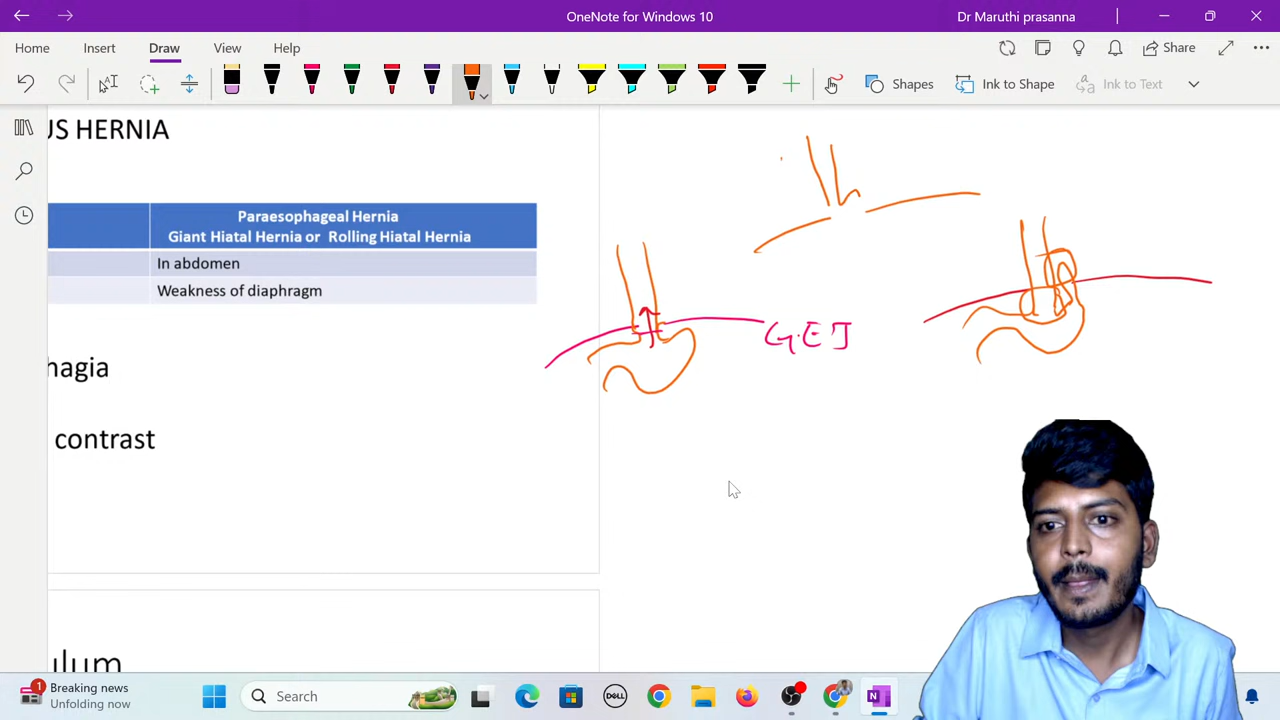 OneNote for Windows 10
Dr Maruthi prasanna
Home
Insert
Draw
View
Help
Share
Shapes
Ink to Shape
Ink to Text
US HERNIA
Paraesophageal Hernia
Giant Hiatal Hernia or Rolling Hiatal Hernia
In abdomen
Weakness of diaphragm
GEJ
hagia
contrast
ulum
1
Breaking news
Unfolding now
Search
DELL